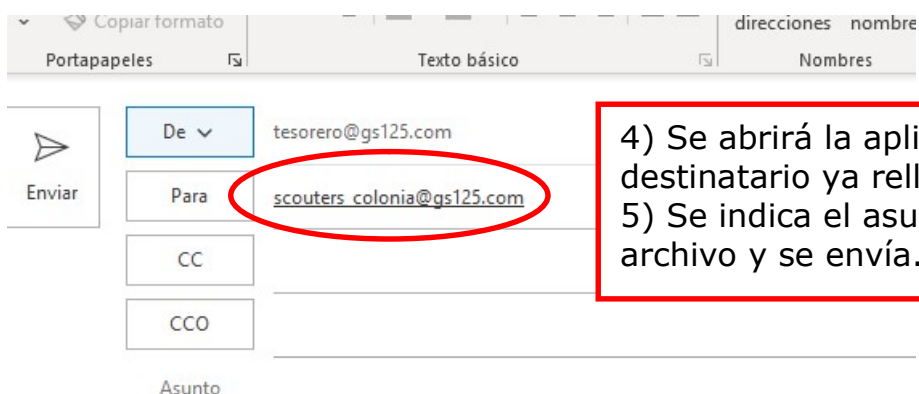 Copiar formato
direcciones nombre
Portapapeles
Texto básico
Nombres
De
tesorero@gs125.com
Enviar
Para
scouters_colonia@gs125.com
CC
CCO
Asunto
4) Se abrirá la apli
destinatario ya rell
5) Se indica el asu
archivo y se envía.